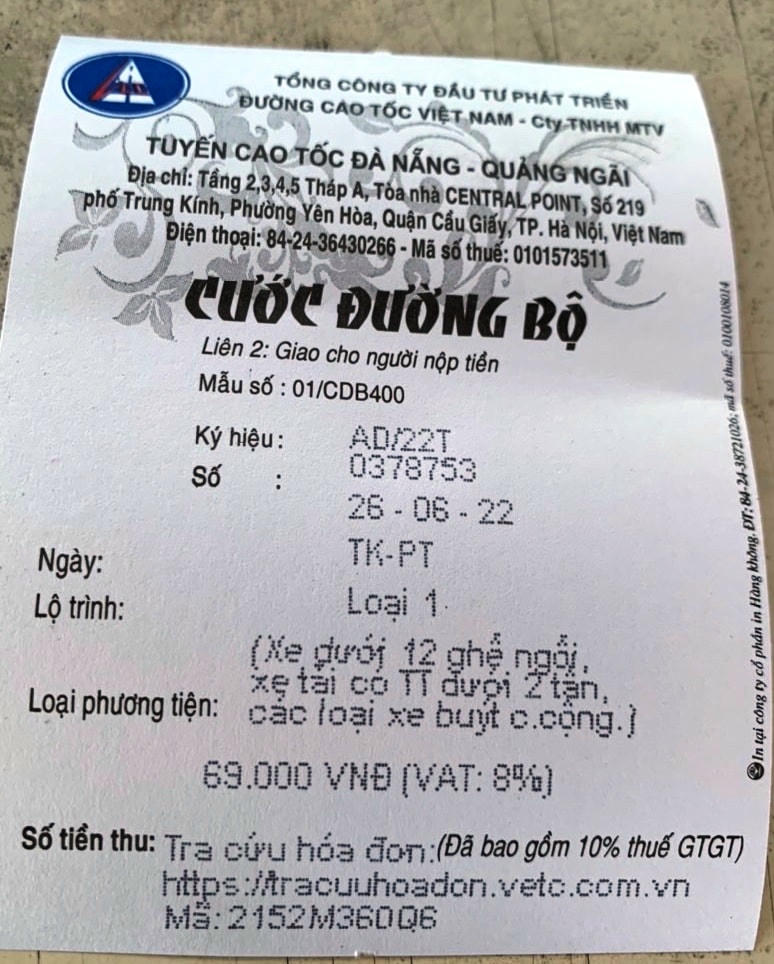 TỔNG CÔNG TY ĐẦU TƯ PHÁT TRIỂN
ĐƯỜNG CAO TỐC VIỆT NAM - Cty TNHH MTV
TUYẾN CAO TỐC ĐÀ NẴNG - QUẢNG NGÃI
Địa chỉ: Tầng 2,3,4,5 Tháp A, Tòa nhà CENTRAL POINT, Số 219
phố Trung Kính, Phường Yên Hòa, Quận Cầu Giấy, TP. Hà Nội, Việt Nam
Điện thoại: 84-24-36430266 - Mã số thuế: 0101573511
CƯỚC ĐƯỜNG BỘ
Liên 2: Giao cho người nộp tiền
Mẫu số : 01/CDB400
Ký hiệu: AD/22T
Số : 0378753
26 - 06 - 22
Ngày: TK-PT
Lộ trình: Loại 1
(Xe dưới 12 ghế ngồi,
xe tải có TT dưới 2 tấn,
Loại phương tiện: các loại xe buýt c.cộng.)
69.000 VNĐ (VAT: 8%)
Số tiền thu: Tra cứu hóa đơn: (Đã bao gồm 10% thuế GTGT)
https://tracuuhoadon.vetc.com.vn
Mã: 2152M360Q6
In tại công ty cổ phần in Hàng không. ĐT: 84-24-38721026; mã số thuế: 0100108014